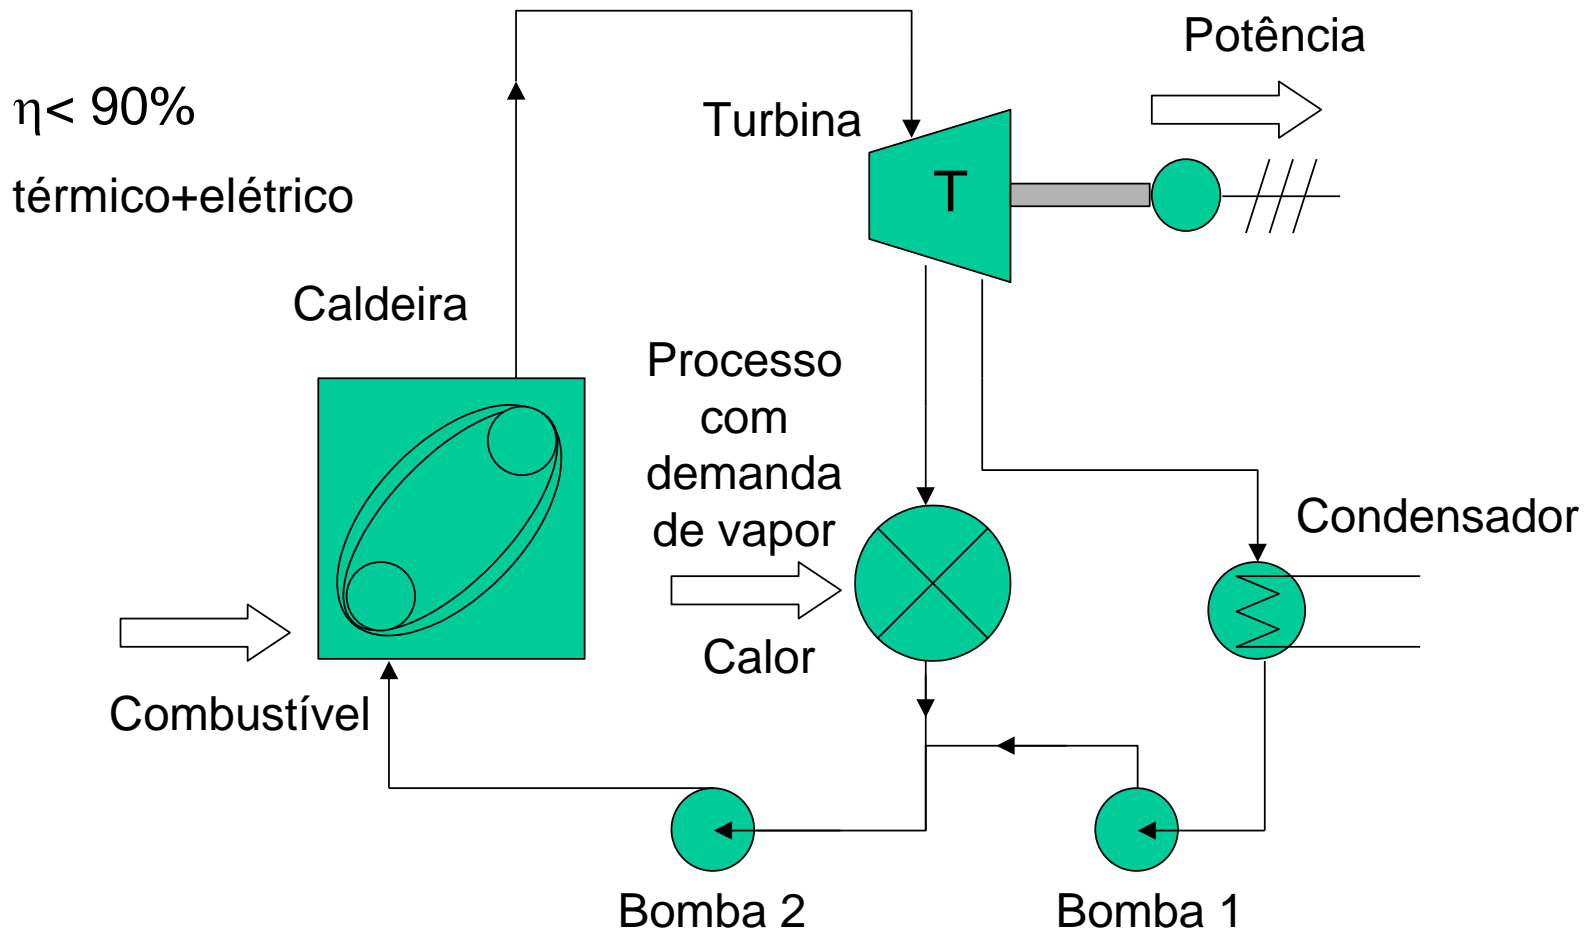 Potência
η< 90%
Turbina
térmico+elétrico
T
Caldeira
Processo
com
demanda
de vapor
Condensador
Calor
Combustível
Bomba 2
Bomba 1